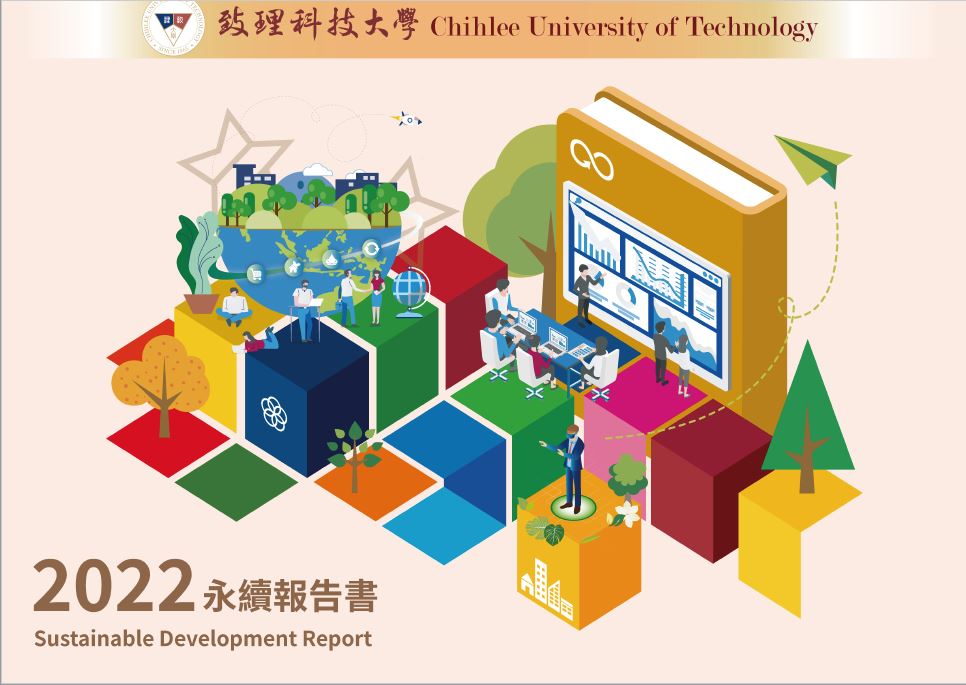 致理科技大學 Chihlee University of Technology
2022 永續報告書
Sustainable Development Report